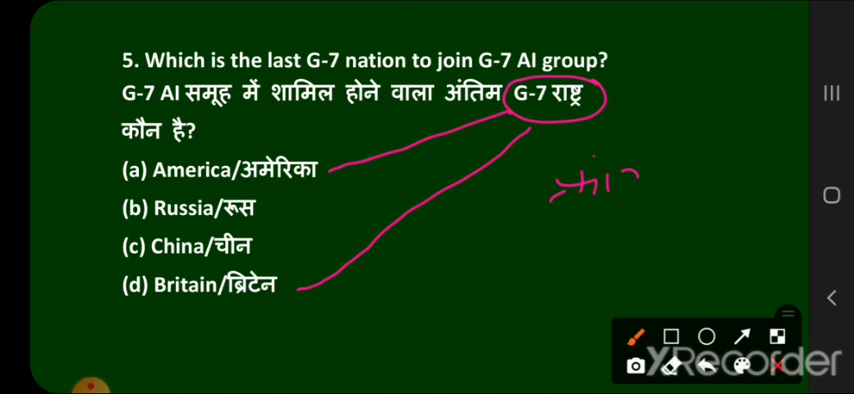 5. Which is the last G-7 nation to join G-7 AI group?
G-7 AI समूह में शामिल होने वाला अंतिम G-7 राष्ट्र
कौन है?
(a) America/अमेरिका
(b) Russia/रूस
(c) China/चीन
(d) Britain/ब्रिटेन
XRecorder